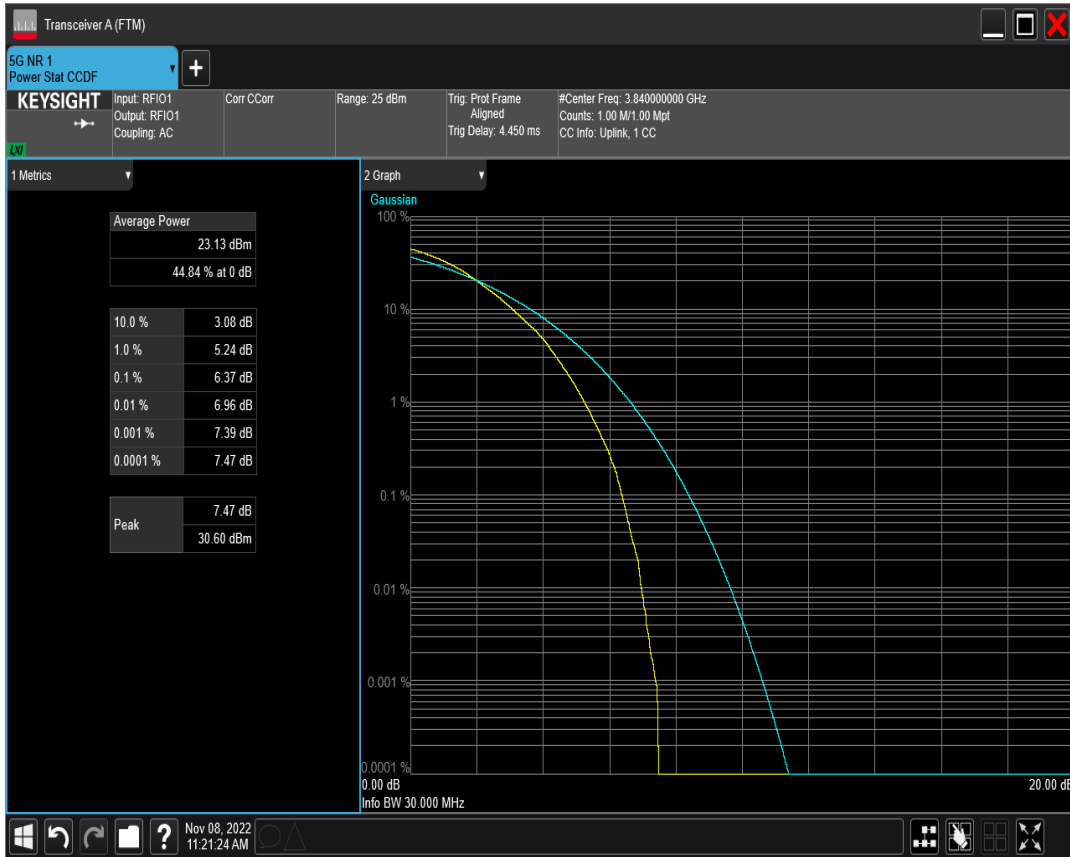 Transceiver A (FTM)
5G NR 1
Power Stat CCDF
+
KEYSIGHT
LXI
Input: RFIO1
Output: RFIO1
Coupling: AC
Corr CCorr
Range: 25 dBm
Trig: Prot Frame
Aligned
Trig Delay: 4.450 ms
#Center Freq: 3.840000000 GHz
Counts: 1.00 M/1.00 Mpt
CC Info: Uplink, 1 CC
1 Metrics
Average Power
23.13 dBm
44.84 % at 0 dB
10.0 % 3.08 dB
1.0 % 5.24 dB
0.1 % 6.37 dB
0.01 % 6.96 dB
0.001 % 7.39 dB
0.0001 % 7.47 dB
Peak 7.47 dB
30.60 dBm
2 Graph
Gaussian
100 %
10 %
1 %
0.1 %
0.01 %
0.001 %
0.0001 %
0.00 dB 20.00 dB
Info BW 30.000 MHz
?
Nov 08, 2022
11:21:24 AM